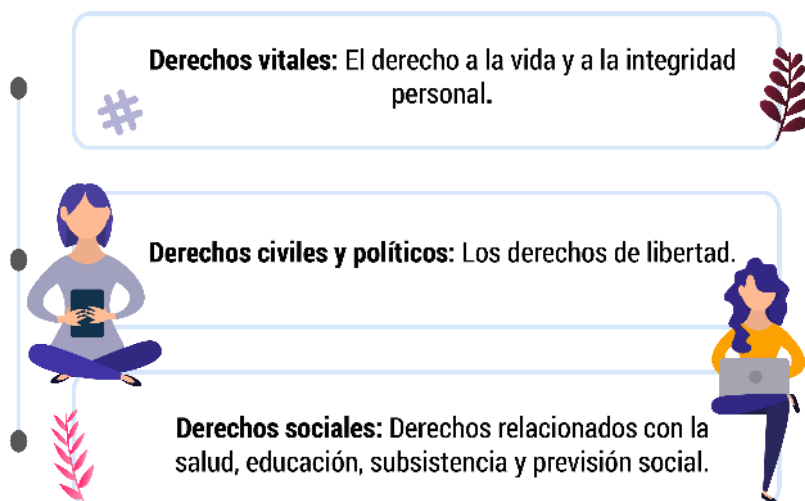 Derechos vitales: El derecho a la vida y a la integridad
personal.
Derechos civiles y políticos: Los derechos de libertad.
Derechos sociales: Derechos relacionados con la
salud, educación, subsistencia y previsión social.